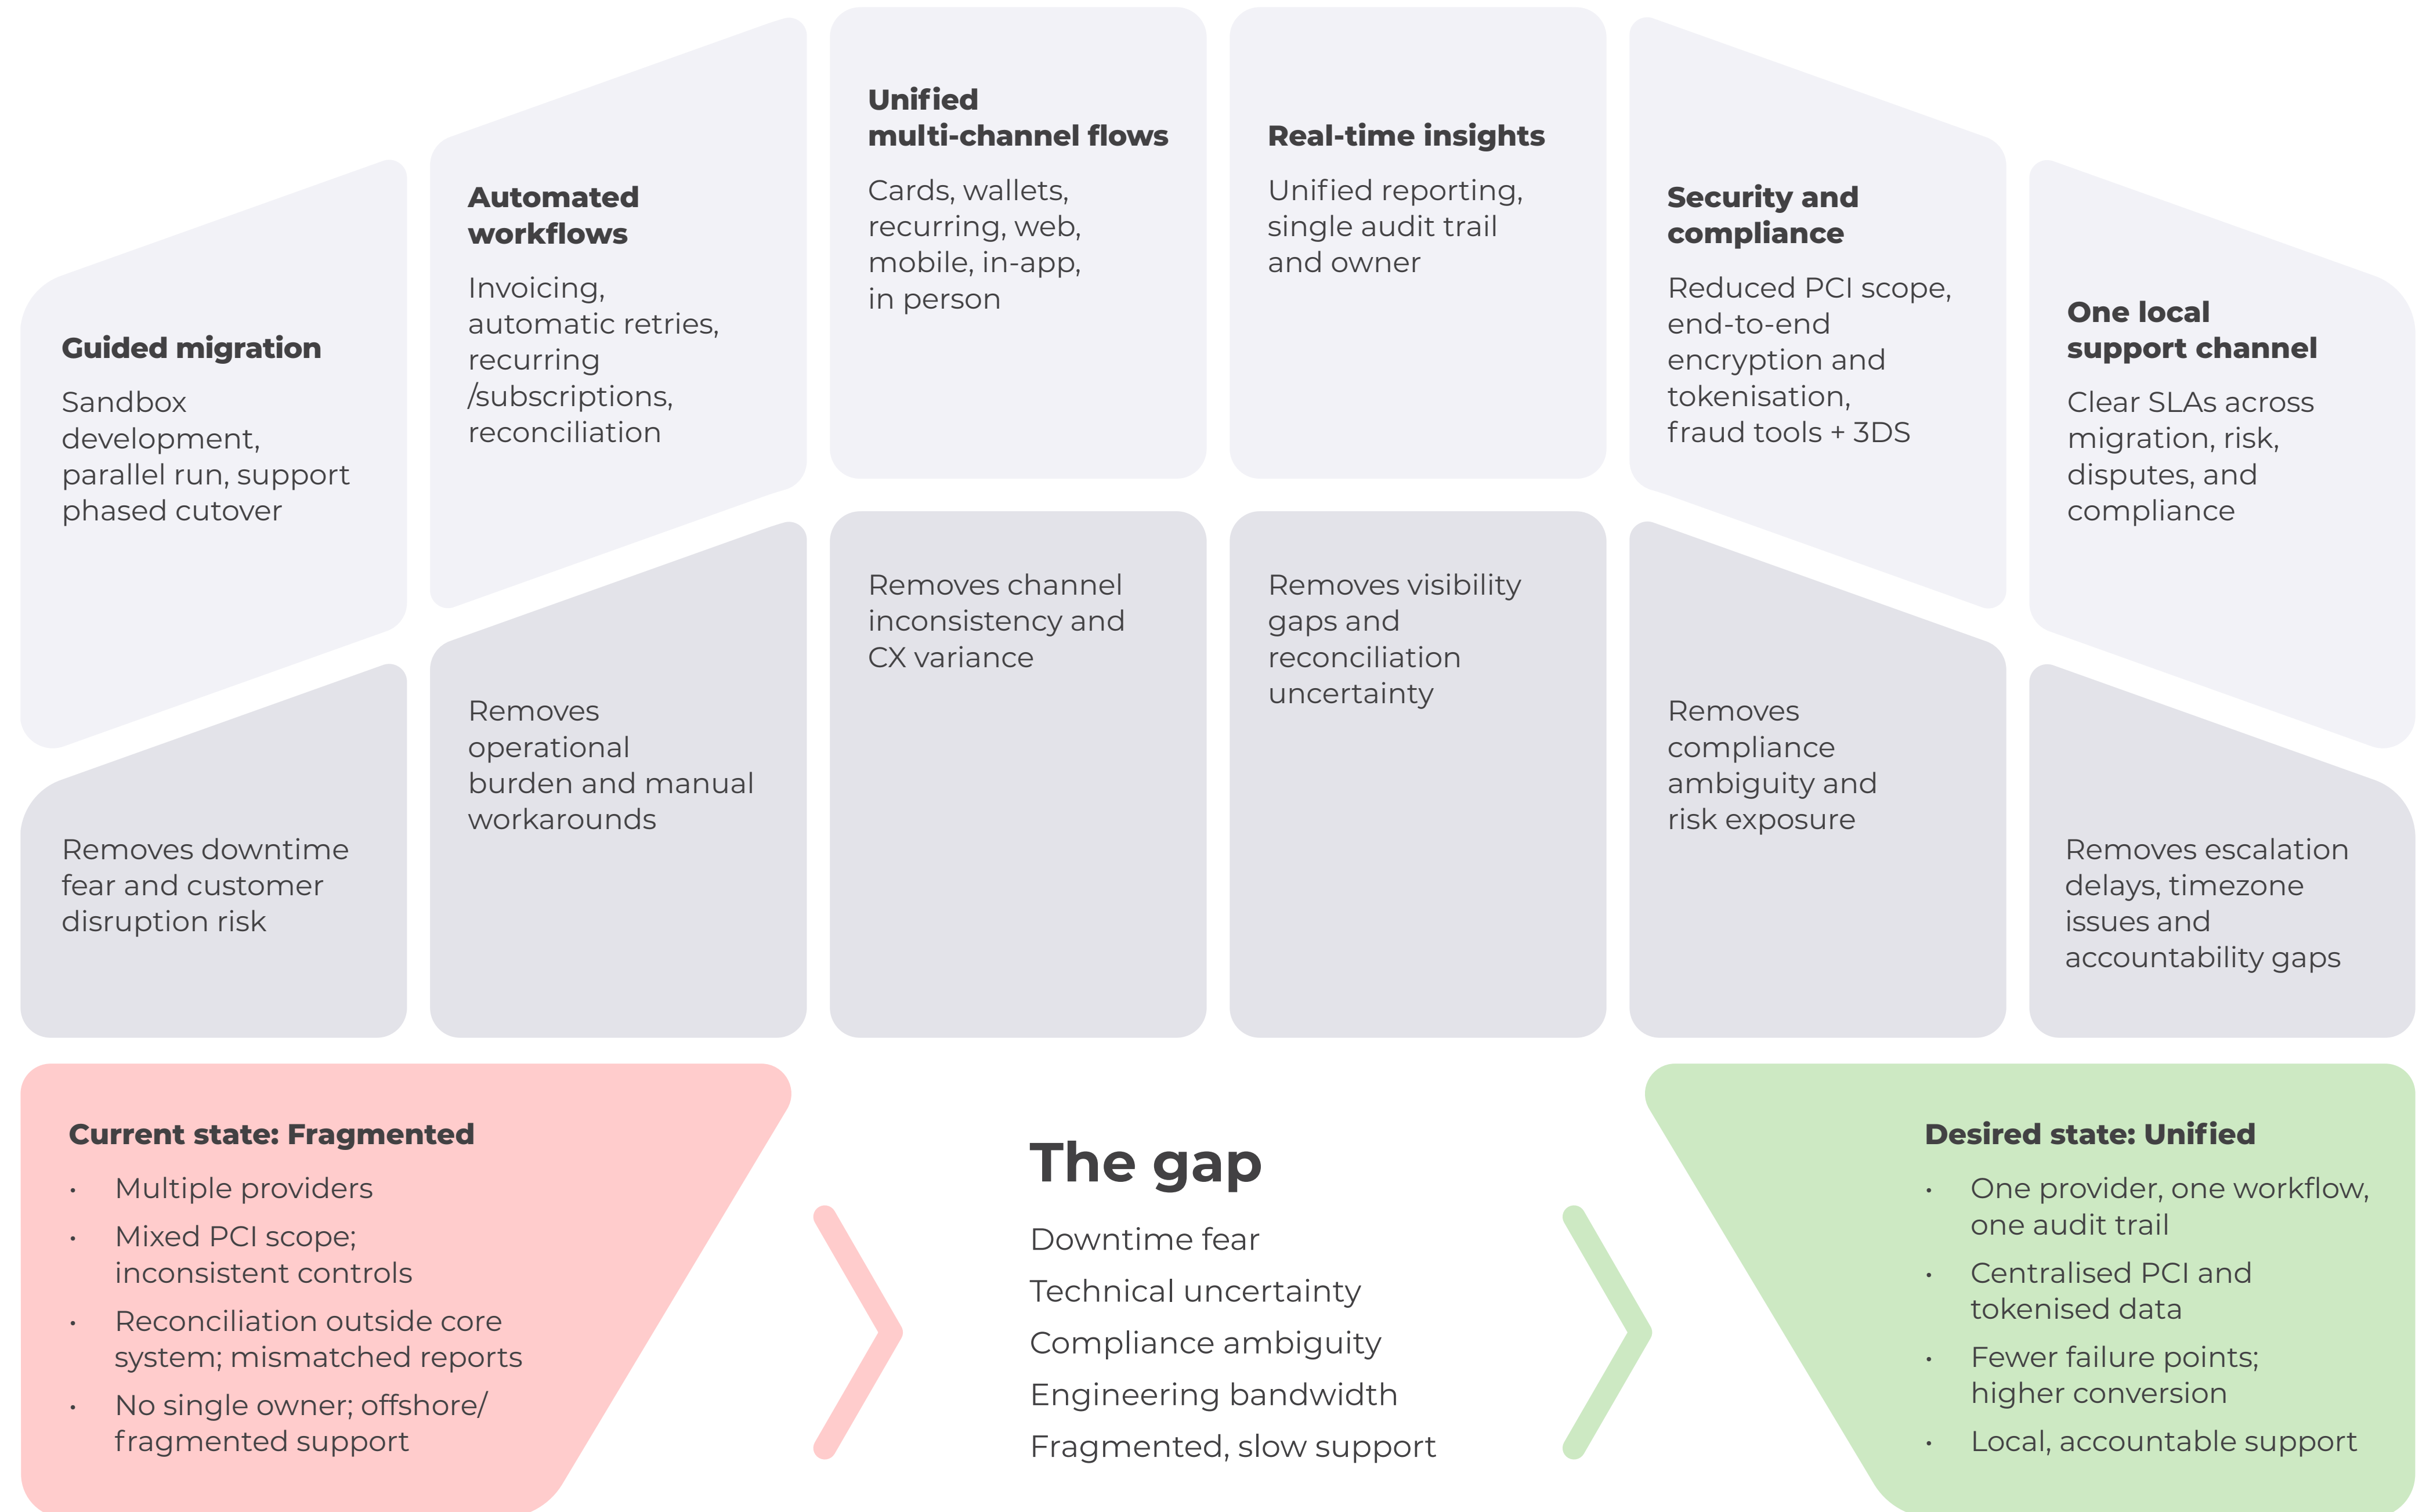 Guided migration
Sandbox
development,
parallel run, support
phased cutover
Automated
workflows
Invoicing,
automatic retries,
recurring
/subscriptions,
reconciliation
Unified
multi-channel flows
Cards, wallets,
recurring, web,
mobile, in-app,
in person
Real-time insights
Unified reporting,
single audit trail
and owner
Security and
compliance
Reduced PCI scope,
end-to-end
encryption and
tokenisation,
fraud tools + 3DS
One local
support channel
Clear SLAs across
migration, risk,
disputes, and
compliance
Removes downtime
fear and customer
disruption risk
Removes
operational
burden and manual
workarounds
Removes channel
inconsistency and
CX variance
Removes visibility
gaps and
reconciliation
uncertainty
Removes
compliance
ambiguity and
risk exposure
Removes escalation
delays, timezone
issues and
accountability gaps
Current state: Fragmented
• Multiple providers
• Mixed PCI scope;
inconsistent controls
• Reconciliation outside core
system; mismatched reports
• No single owner; offshore/
fragmented support
The gap
Downtime fear
Technical uncertainty
Compliance ambiguity
Engineering bandwidth
Fragmented, slow support
Desired state: Unified
• One provider, one workflow,
one audit trail
• Centralised PCI and
tokenised data
• Fewer failure points;
higher conversion
• Local, accountable support